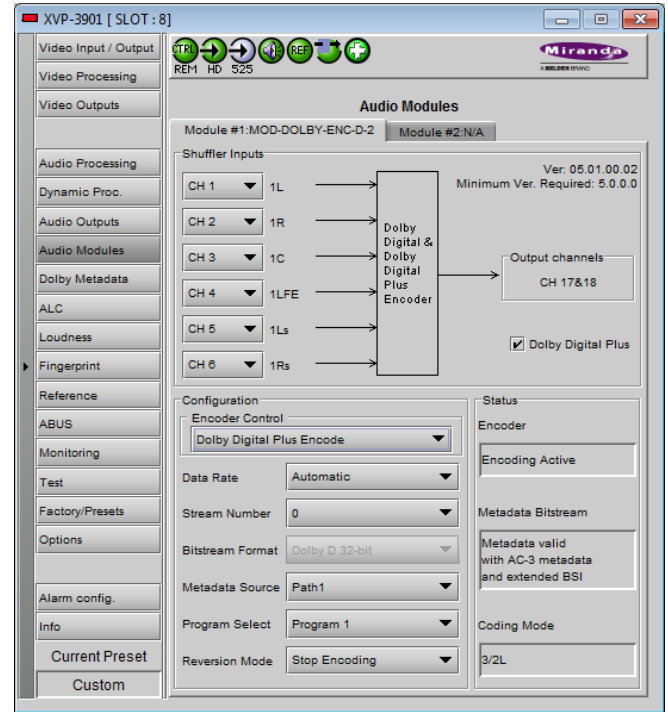 XVP-3901 [ SLOT : 8]
Video Input / Output
Video Processing
Video Outputs
Audio Processing
Dynamic Proc.
Audio Outputs
Audio Modules
Dolby Metadata
ALC
Loudness
Fingerprint
Reference
ABUS
Monitoring
Test
Factory/Presets
Options
Alarm config.
Info
Current Preset
Custom
CTRL
REF
REM HD 525
Miranda
A BELDEN BRAND
Audio Modules
Module #1:MOD-DOLBY-ENC-D-2
Module #2:N/A
Shuffler Inputs
Ver: 05.01.00.02
Minimum Ver. Required: 5.0.0.0
CH 1 1L
CH 2 1R
CH 3 1C
CH 4 1LFE
CH 5 1Ls
CH 6 1Rs
Dolby
Digital &
Dolby
Digital
Plus
Encoder
Output channels
CH 17&18
Dolby Digital Plus
Configuration
Encoder Control
Dolby Digital Plus Encode
Data Rate Automatic
Stream Number 0
Bitstream Format Dolby D 32-bit
Metadata Source Path1
Program Select Program 1
Reversion Mode Stop Encoding
Status
Encoder
Encoding Active
Metadata Bitstream
Metadata valid
with AC-3 metadata
and extended BSI
Coding Mode
3/2L